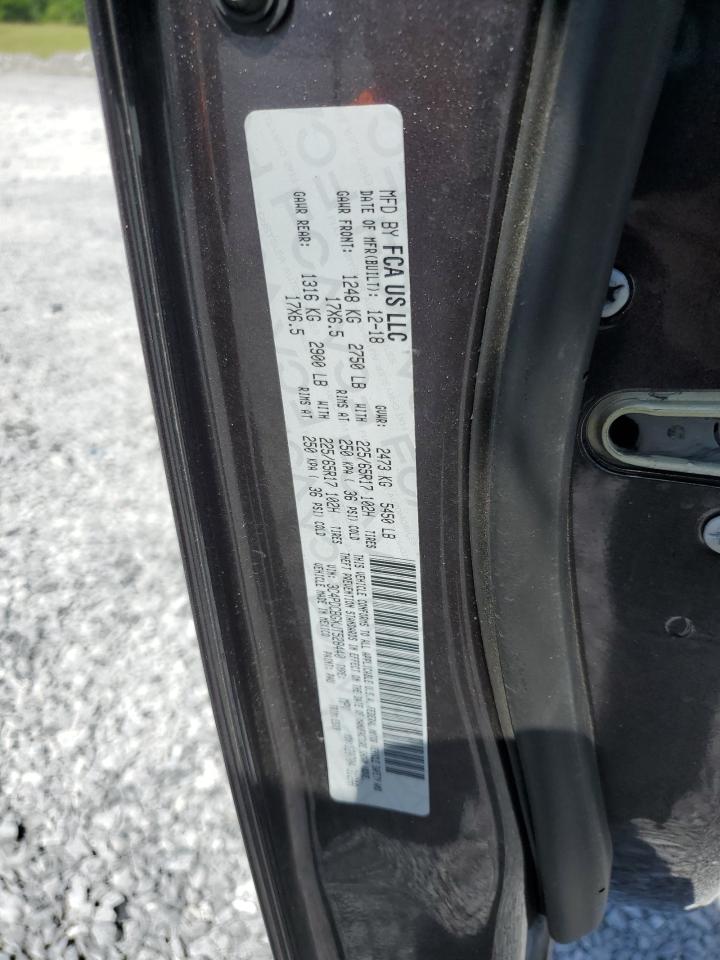 MFD BY FCA US LLC
DATE OF MFR(BUILT): 12-18 GVWR: 2473 KG 5450 LB
GAWR FRONT: 1248 KG 2750 LB WITH 225/65R17 102H TIRES
17X6.5 RIMS AT 250 KPA ( 36 PSI) COLD
GAWR REAR: 1316 KG 2900 LB WITH 225/65R17 102H TIRES
17X6.5 RIMS AT 250 KPA ( 36 PSI) COLD
THIS VEHICLE CONFORMS TO ALL APPLICABLE U.S.A. FEDERAL MOTOR VEHICLE SAFETY AND
THEFT PREVENTION STANDARDS IN EFFECT ON THE DATE OF MANUFACTURE SHOWN ABOVE.
VIN: TYPE: MPV
VEHICLE MADE IN MEXICO PAINT: